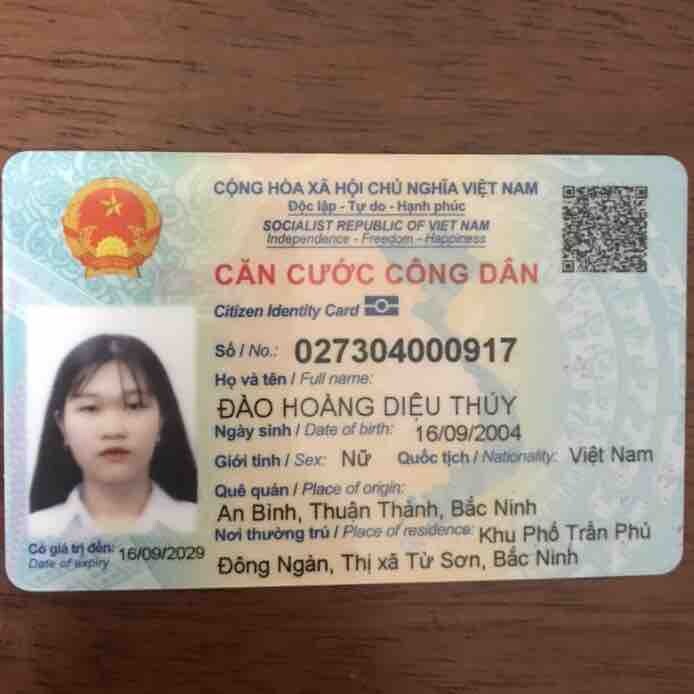 CỘNG HÒA XÃ HỘI CHỦ NGHĨA VIỆT NAM
Độc lập - Tự do - Hạnh phúc
SOCIALIST REPUBLIC OF VIET NAM
Independence - Freedom - Happiness
CĂN CƯỚC CÔNG DÂN
Citizen Identity Card
Số / No.: 027304000917
Họ và tên / Full name:
ĐÀO HOÀNG DIỆU THÚY
Ngày sinh / Date of birth: 16/09/2004
Giới tính / Sex: Nữ Quốc tịch / Nationality: Việt Nam
Quê quán / Place of origin:
An Bình, Thuận Thành, Bắc Ninh
Nơi thường trú / Place of residence: Khu Phố Trần Phú
Đông Ngàn, Thị xã Từ Sơn, Bắc Ninh
Có giá trị đến: 16/09/2029
Date of expiry